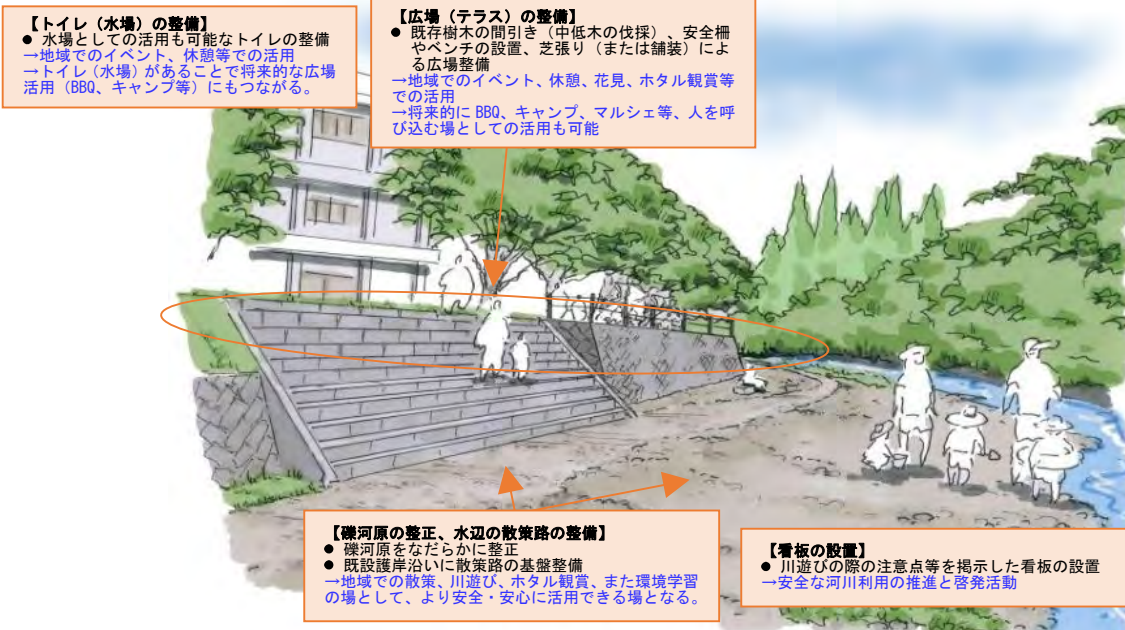 【トイレ（水場）の整備】
● 水場としての活用も可能なトイレの整備
→地域でのイベント、休憩等での活用
→トイレ（水場）があることで将来的な広場
活用（BBQ、キャンプ等）にもつながる。
【広場（テラス）の整備】
● 既存樹木の間引き（中低木の伐採）、安全柵
やベンチの設置、芝張り（または舗装）によ
る広場整備
→地域でのイベント、休憩、花見、ホタル観賞等
での活用
→将来的に BBQ、キャンプ、マルシェ等、人を呼
び込む場としての活用も可能
【礫河原の整正、水辺の散策路の整備】
● 礫河原をなだらかに整正
● 既設護岸沿いに散策路の基盤整備
→地域での散策、川遊び、ホタル観賞、また環境学習
の場として、より安全・安心に活用できる場となる。
【看板の設置】
● 川遊びの際の注意点等を掲示した看板の設置
→安全な河川利用の推進と啓発活動